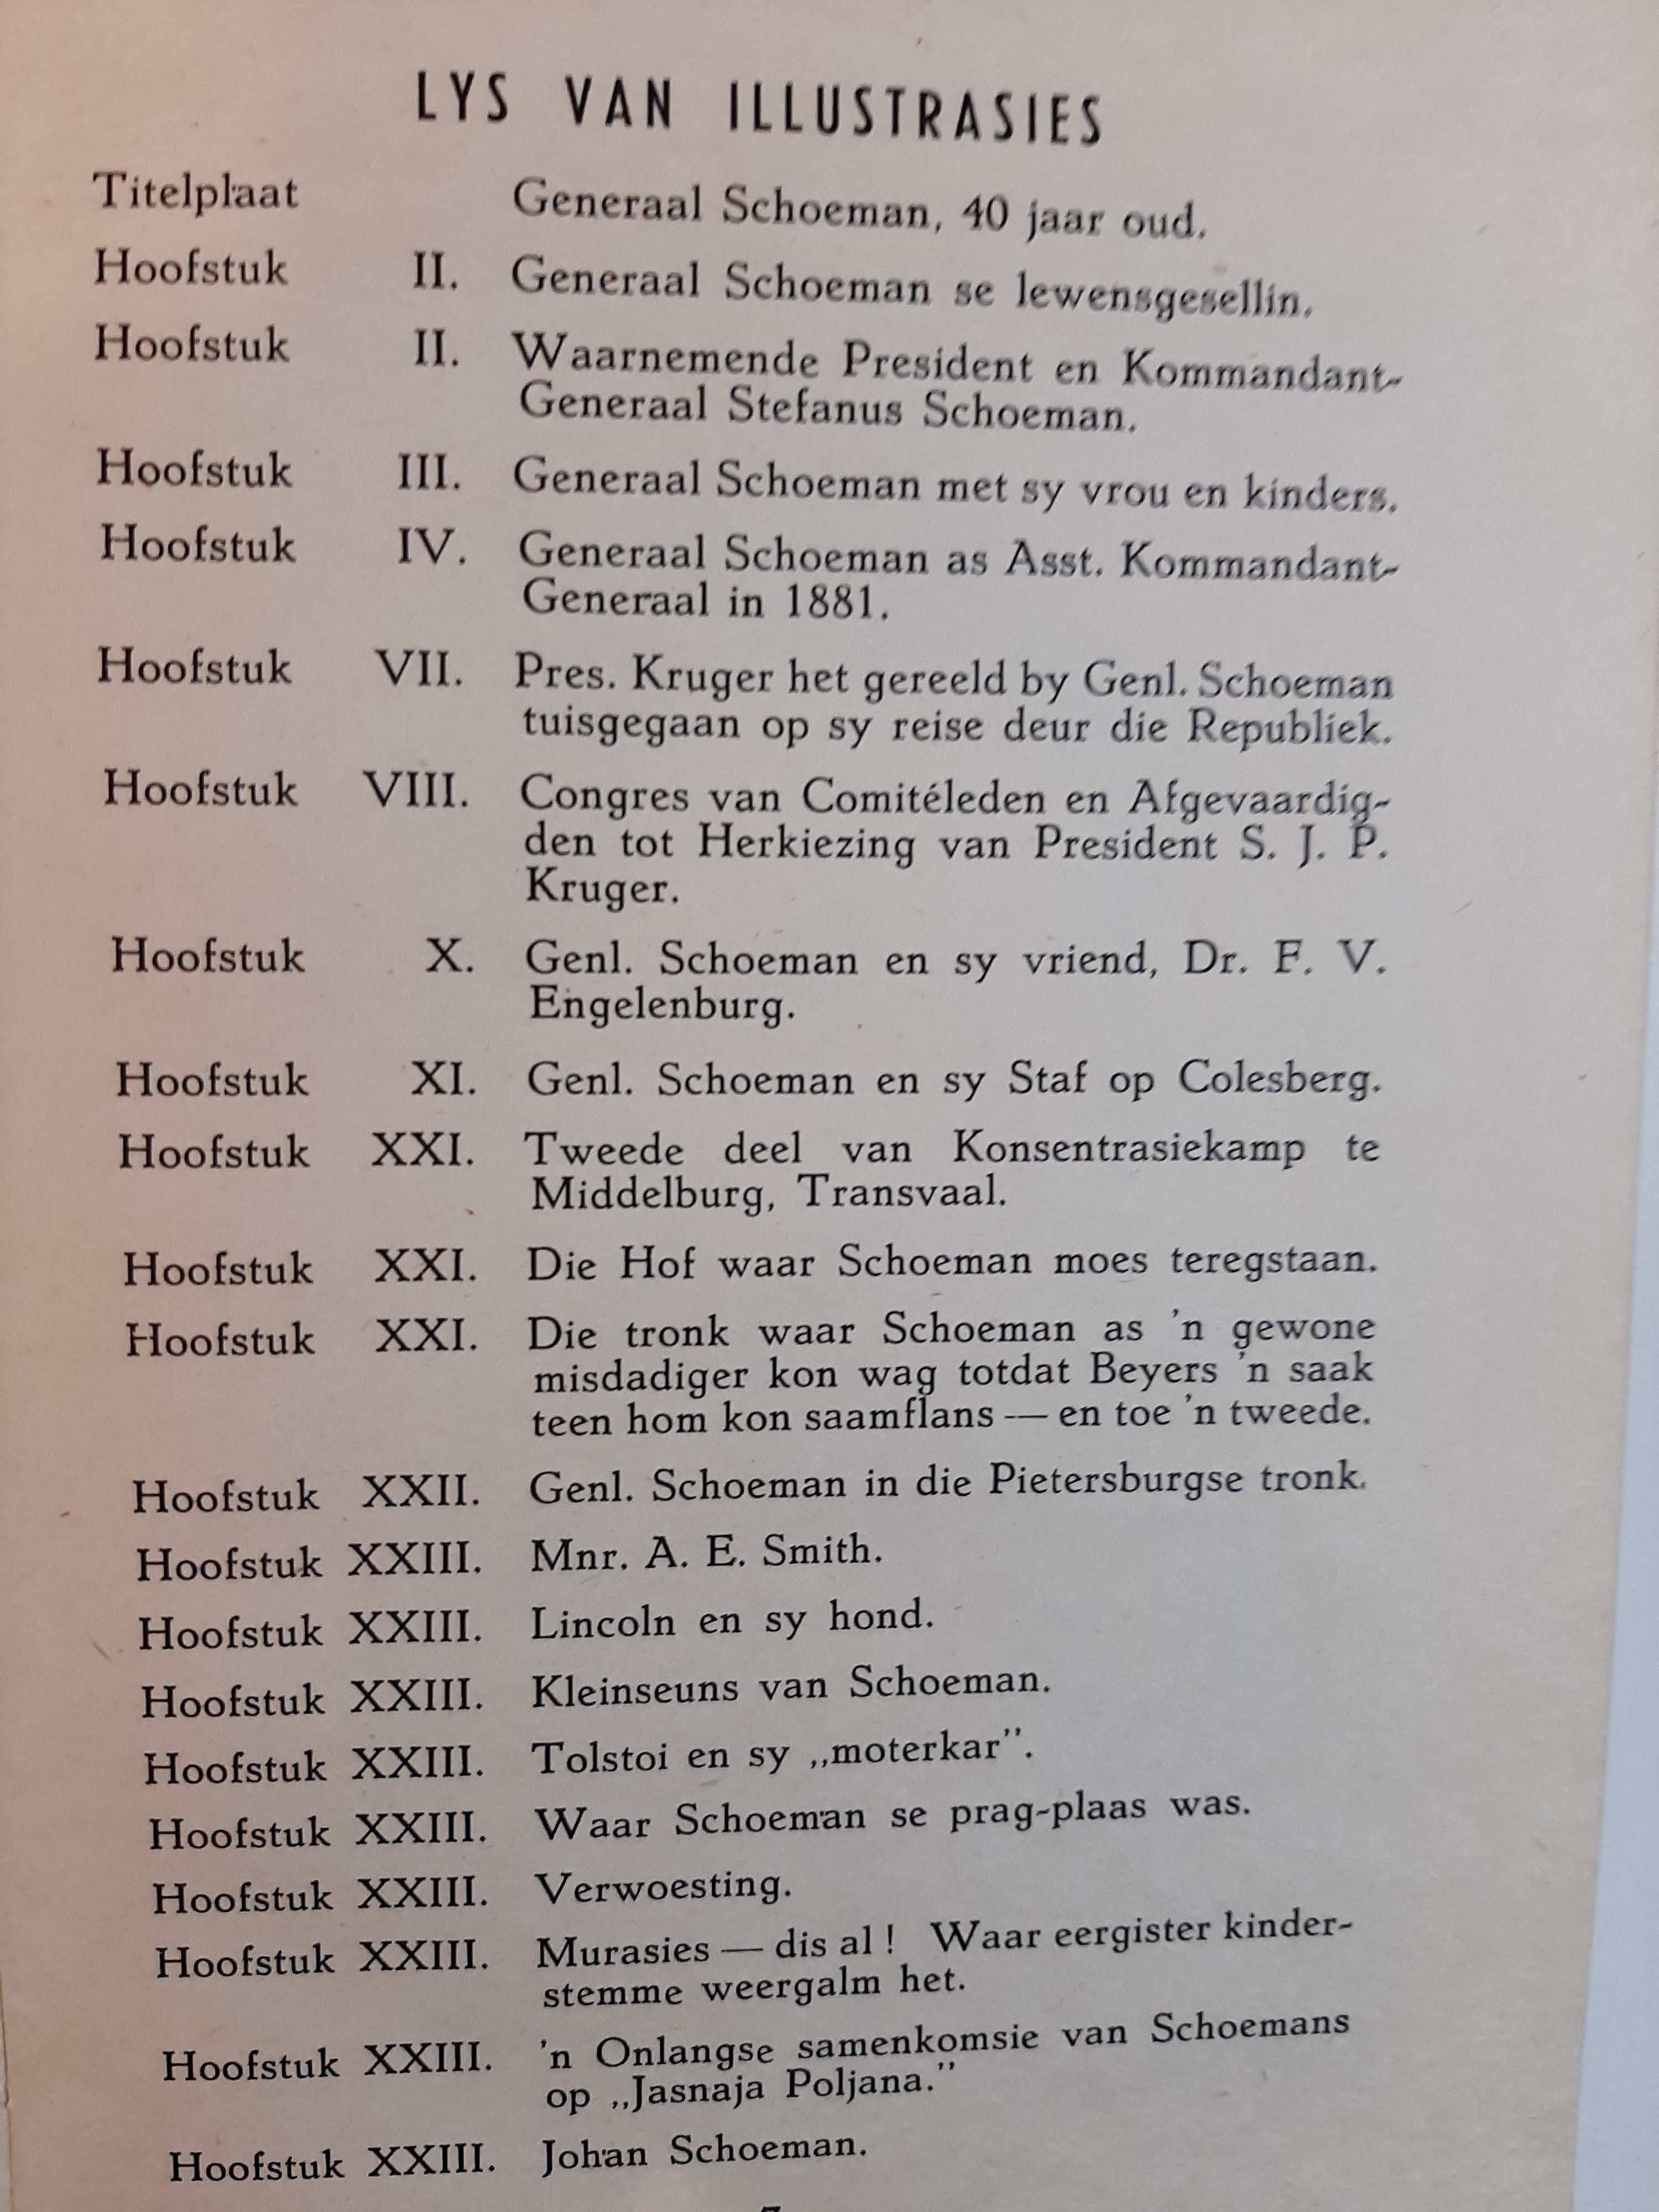 LYS VAN ILLUSTRASIES
Titelplaat Generaal Schoeman, 40 jaar oud.
Hoofstuk II. Generaal Schoeman se lewensgesellin.
Hoofstuk II. Waarnemende President en Kommandant-
Generaal Stefanus Schoeman.
Hoofstuk III. Generaal Schoeman met sy vrou en kinders.
Hoofstuk IV. Generaal Schoeman as Asst. Kommandant-
Generaal in 1881.
Hoofstuk VII. Pres. Kruger het gereeld by Genl. Schoeman
tuisgegaan op sy reise deur die Republiek.
Hoofstuk VIII. Congres van Comitéleden en Afgevaardig-
den tot Herkiezing van President S. J. P.
Kruger.
Hoofstuk X. Genl. Schoeman en sy vriend, Dr. F. V.
Engelenburg.
Hoofstuk XI. Genl. Schoeman en sy Staf op Colesberg.
Hoofstuk XXI. Tweede deel van Konsentrasiekamp te
Middelburg, Transvaal.
Hoofstuk XXI. Die Hof waar Schoeman moes teregstaan.
Hoofstuk XXI. Die tronk waar Schoeman as 'n gewone
misdadiger kon wag totdat Beyers 'n saak
teen hom kon saamflans — en toe 'n tweede.
Hoofstuk XXII. Genl. Schoeman in die Pietersburgse tronk.
Hoofstuk XXIII. Mnr. A. E. Smith.
Hoofstuk XXIII. Lincoln en sy hond.
Hoofstuk XXIII. Kleinseuns van Schoeman.
Hoofstuk XXIII. Tolstoi en sy „moterkar”.
Hoofstuk XXIII. Waar Schoeman se prag-plaas was.
Hoofstuk XXIII. Verwoesting.
Hoofstuk XXIII. Murasies — dis al! Waar eergister kinder-
stemme weergalm het.
Hoofstuk XXIII. 'n Onlangse samenkomsie van Schoemans
op „Jasnaja Poljana.”
Hoofstuk XXIII. Johan Schoeman.